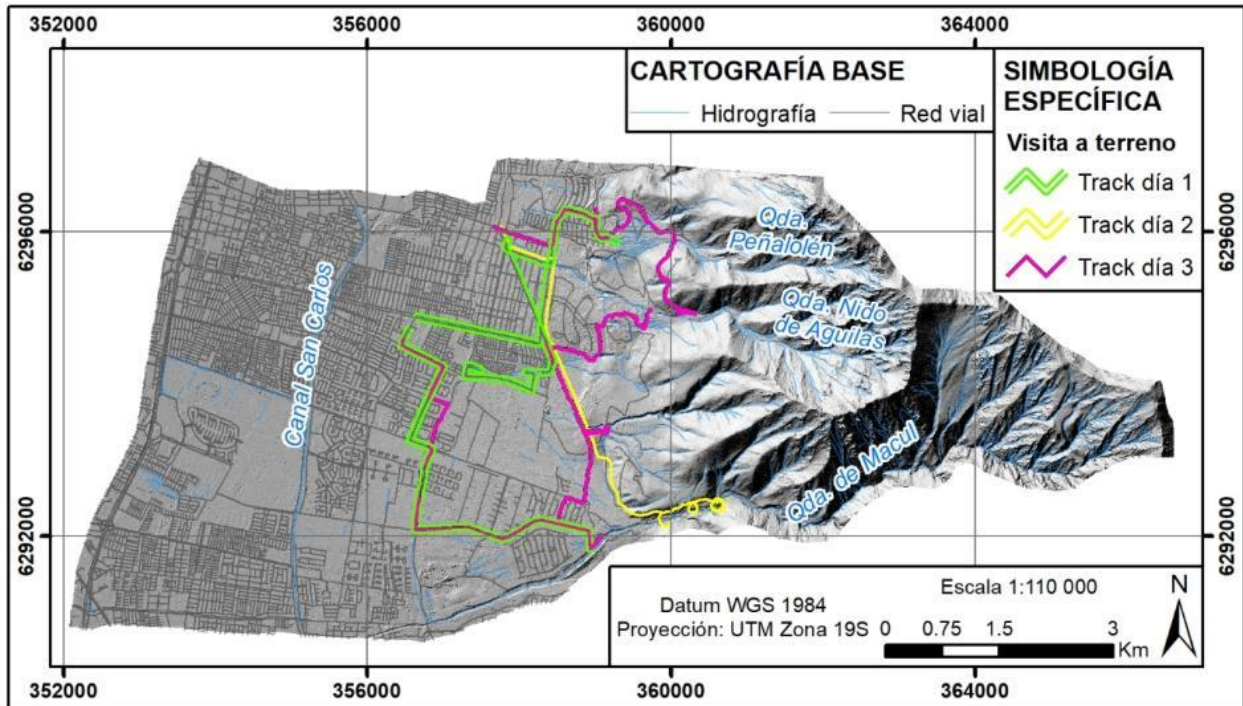 352000 356000 360000 364000
CARTOGRAFÍA BASE
Hidrografía Red vial
SIMBOLOGÍA
ESPECÍFICA
Visita a terreno
Track día 1
Track día 2
Track día 3
6296000 6296000
Qda.
Peñalolén
Qda. Nido
de Aguilas
Canal San Carlos
Qda. de Macul
6292000 6292000
Escala 1:110 000
Datum WGS 1984
Proyección: UTM Zona 19S
0 0.75 1.5 3
Km
N
352000 356000 360000 364000